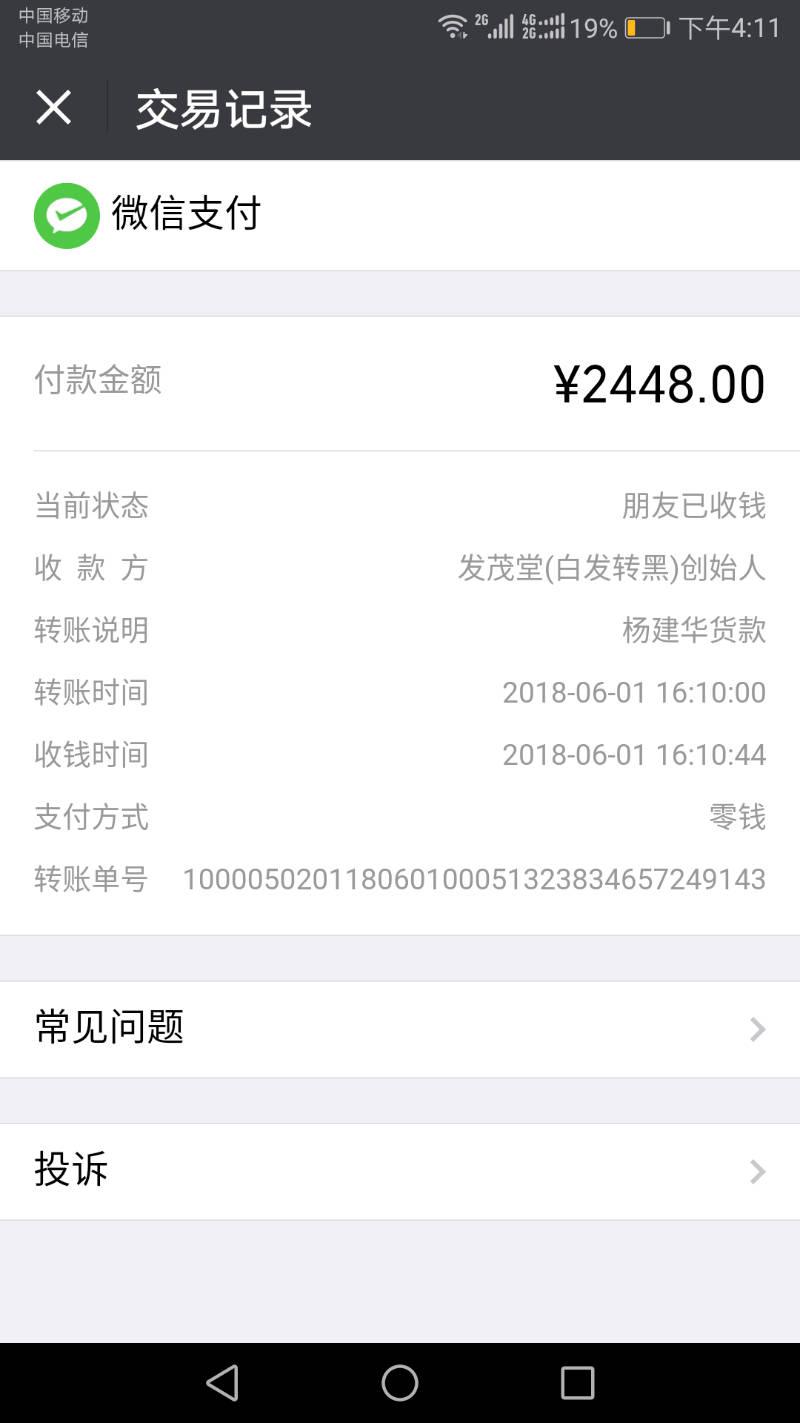 中国移动
中国电信
2G 4G 2G 19% 下午4:11
交易记录
微信支付
付款金额 ¥2448.00
当前状态 朋友已收钱
收款方 发茂堂(白发转黑)创始人
转账说明 杨建华货款
转账时间 2018-06-01 16:10:00
收钱时间 2018-06-01 16:10:44
支付方式 零钱
转账单号 1000050201180601000513238346572​49143
常见问题
投诉